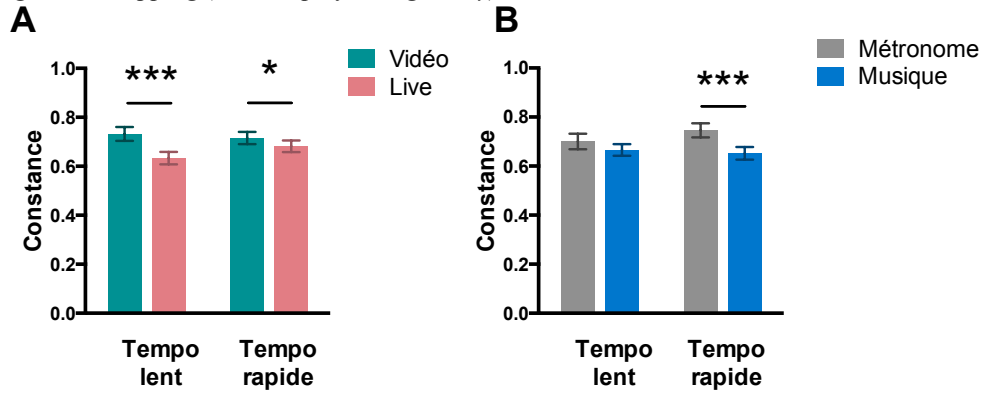 A
Vidéo
Live
1.0
0.8
0.6
0.4
0.2
0.0
Constance
***
*
Tempo
lent
Tempo
rapide
B
Métronome
Musique
1.0
0.8
0.6
0.4
0.2
0.0
Constance
***
Tempo
lent
Tempo
rapide